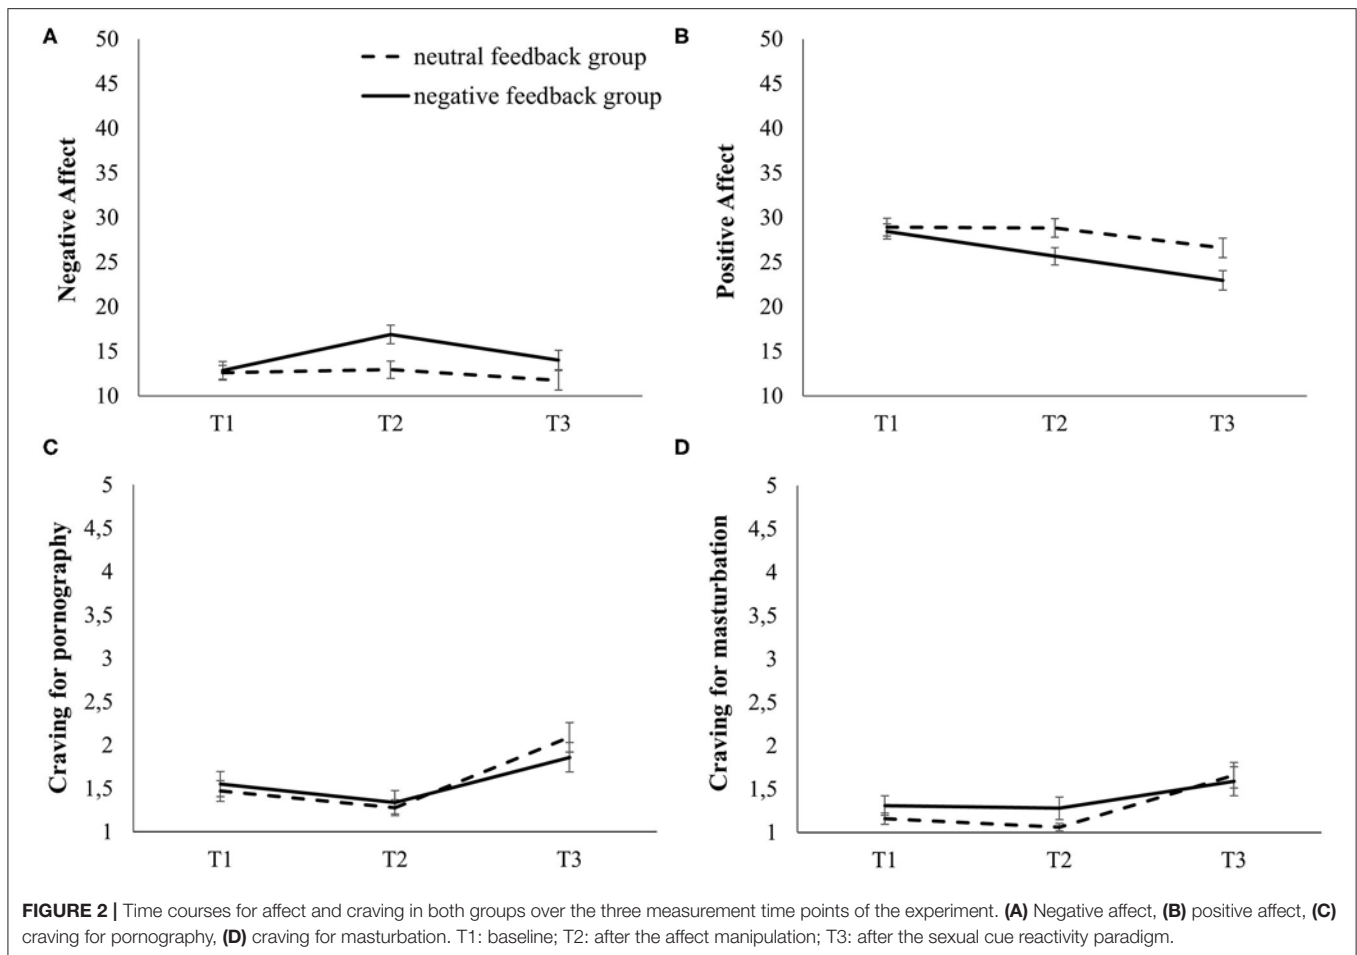 A
50
45
40
35
30
25
20
15
10
Negative Affect
neutral feedback group
negative feedback group
T1 T2 T3
B
50
45
40
35
30
25
20
15
10
Positive Affect
T1 T2 T3
C
5
4,5
4
3,5
3
2,5
2
1,5
1
Craving for pornography
T1 T2 T3
D
5
4,5
4
3,5
3
2,5
2
1,5
1
Craving for masturbation
T1 T2 T3
FIGURE 2 | Time courses for affect and craving in both groups over the three measurement time points of the experiment. (A) Negative affect, (B) positive affect, (C)
craving for pornography, (D) craving for masturbation. T1: baseline; T2: after the affect manipulation; T3: after the sexual cue reactivity paradigm.